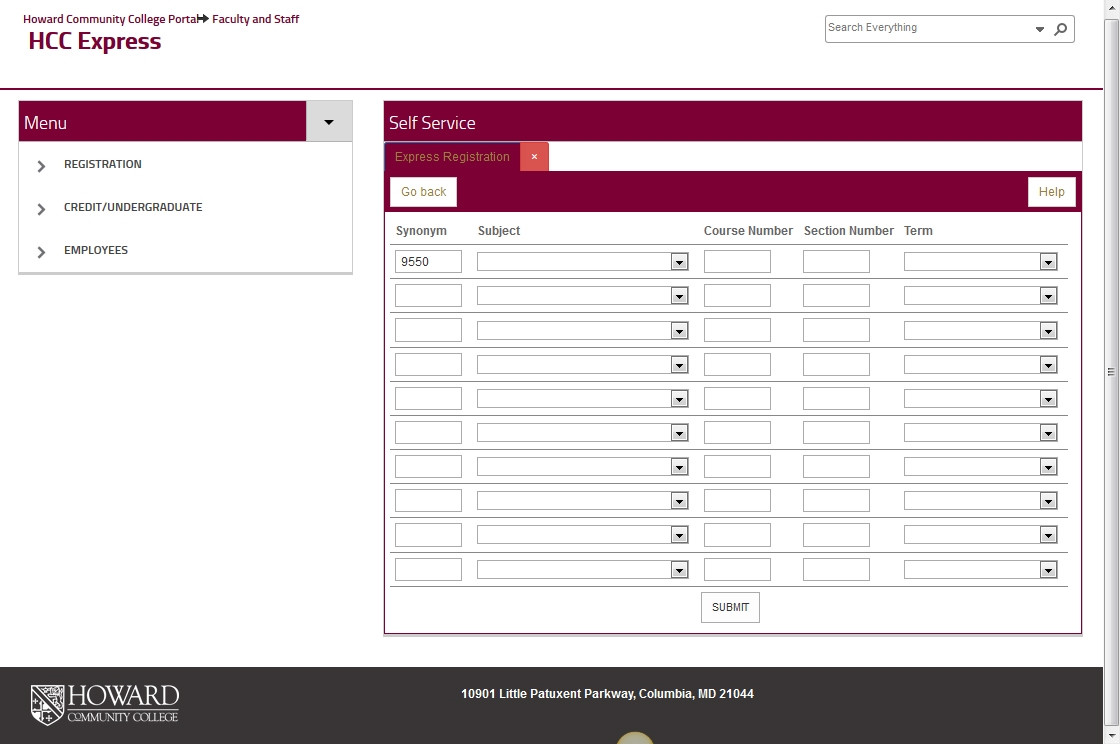 Howard Community College Portal Faculty and Staff
HCC Express
Search Everything
Menu
REGISTRATION
CREDIT/UNDERGRADUATE
EMPLOYEES
Self Service
Express Registration ×
Go back Help
Synonym Subject Course Number Section Number Term
9550
SUBMIT
HOWARD
COMMUNITY COLLEGE
10901 Little Patuxent Parkway, Columbia, MD 21044